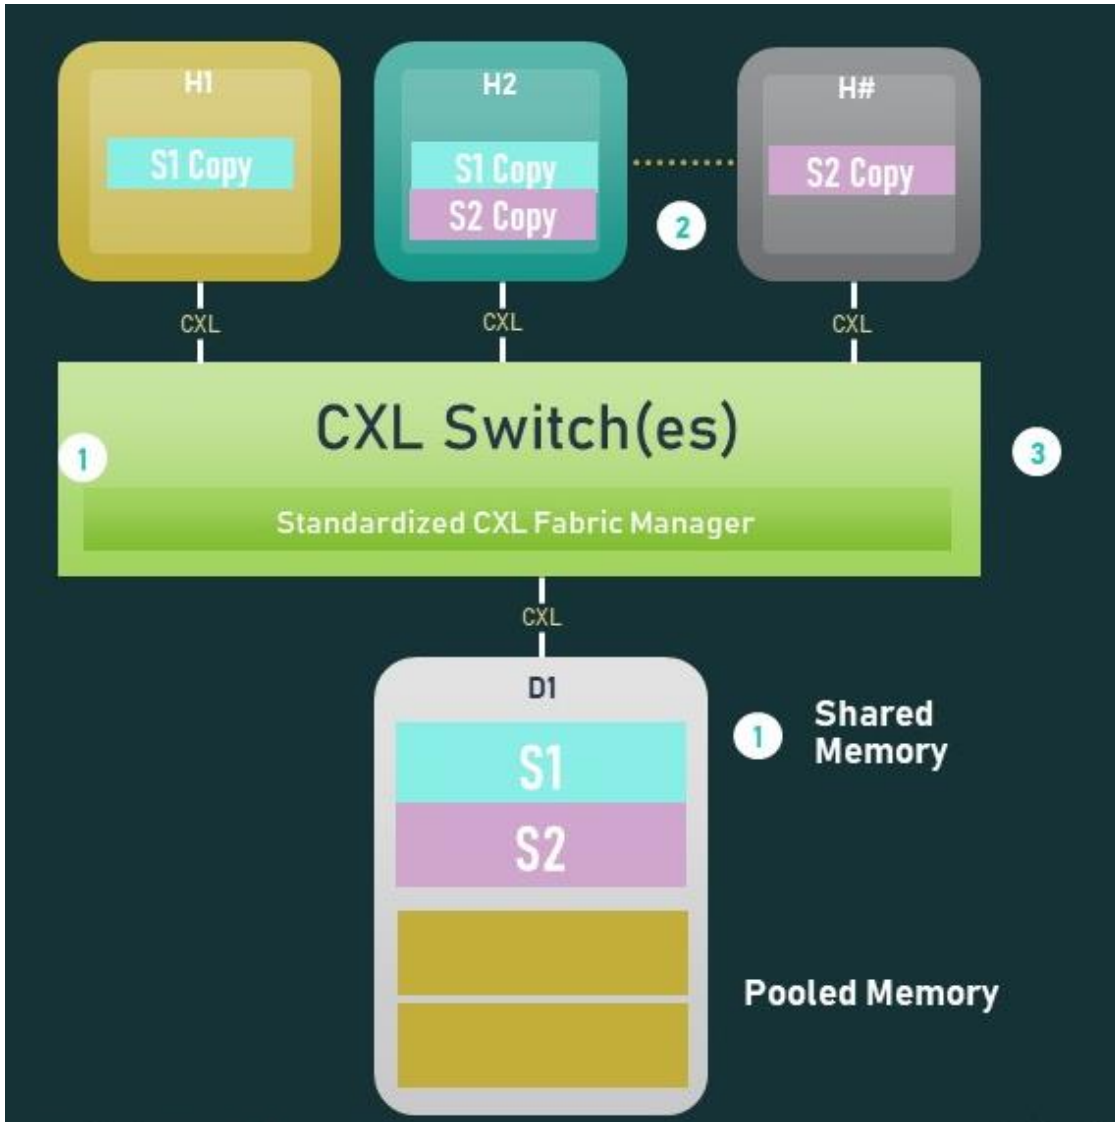 H1
S1 Copy
H2
S1 Copy
S2 Copy
H#
S2 Copy
2
CXL
CXL
CXL
CXL Switch(es)
1
3
Standardized CXL Fabric Manager
CXL
D1
S1
S2
1
Shared
Memory
Pooled Memory